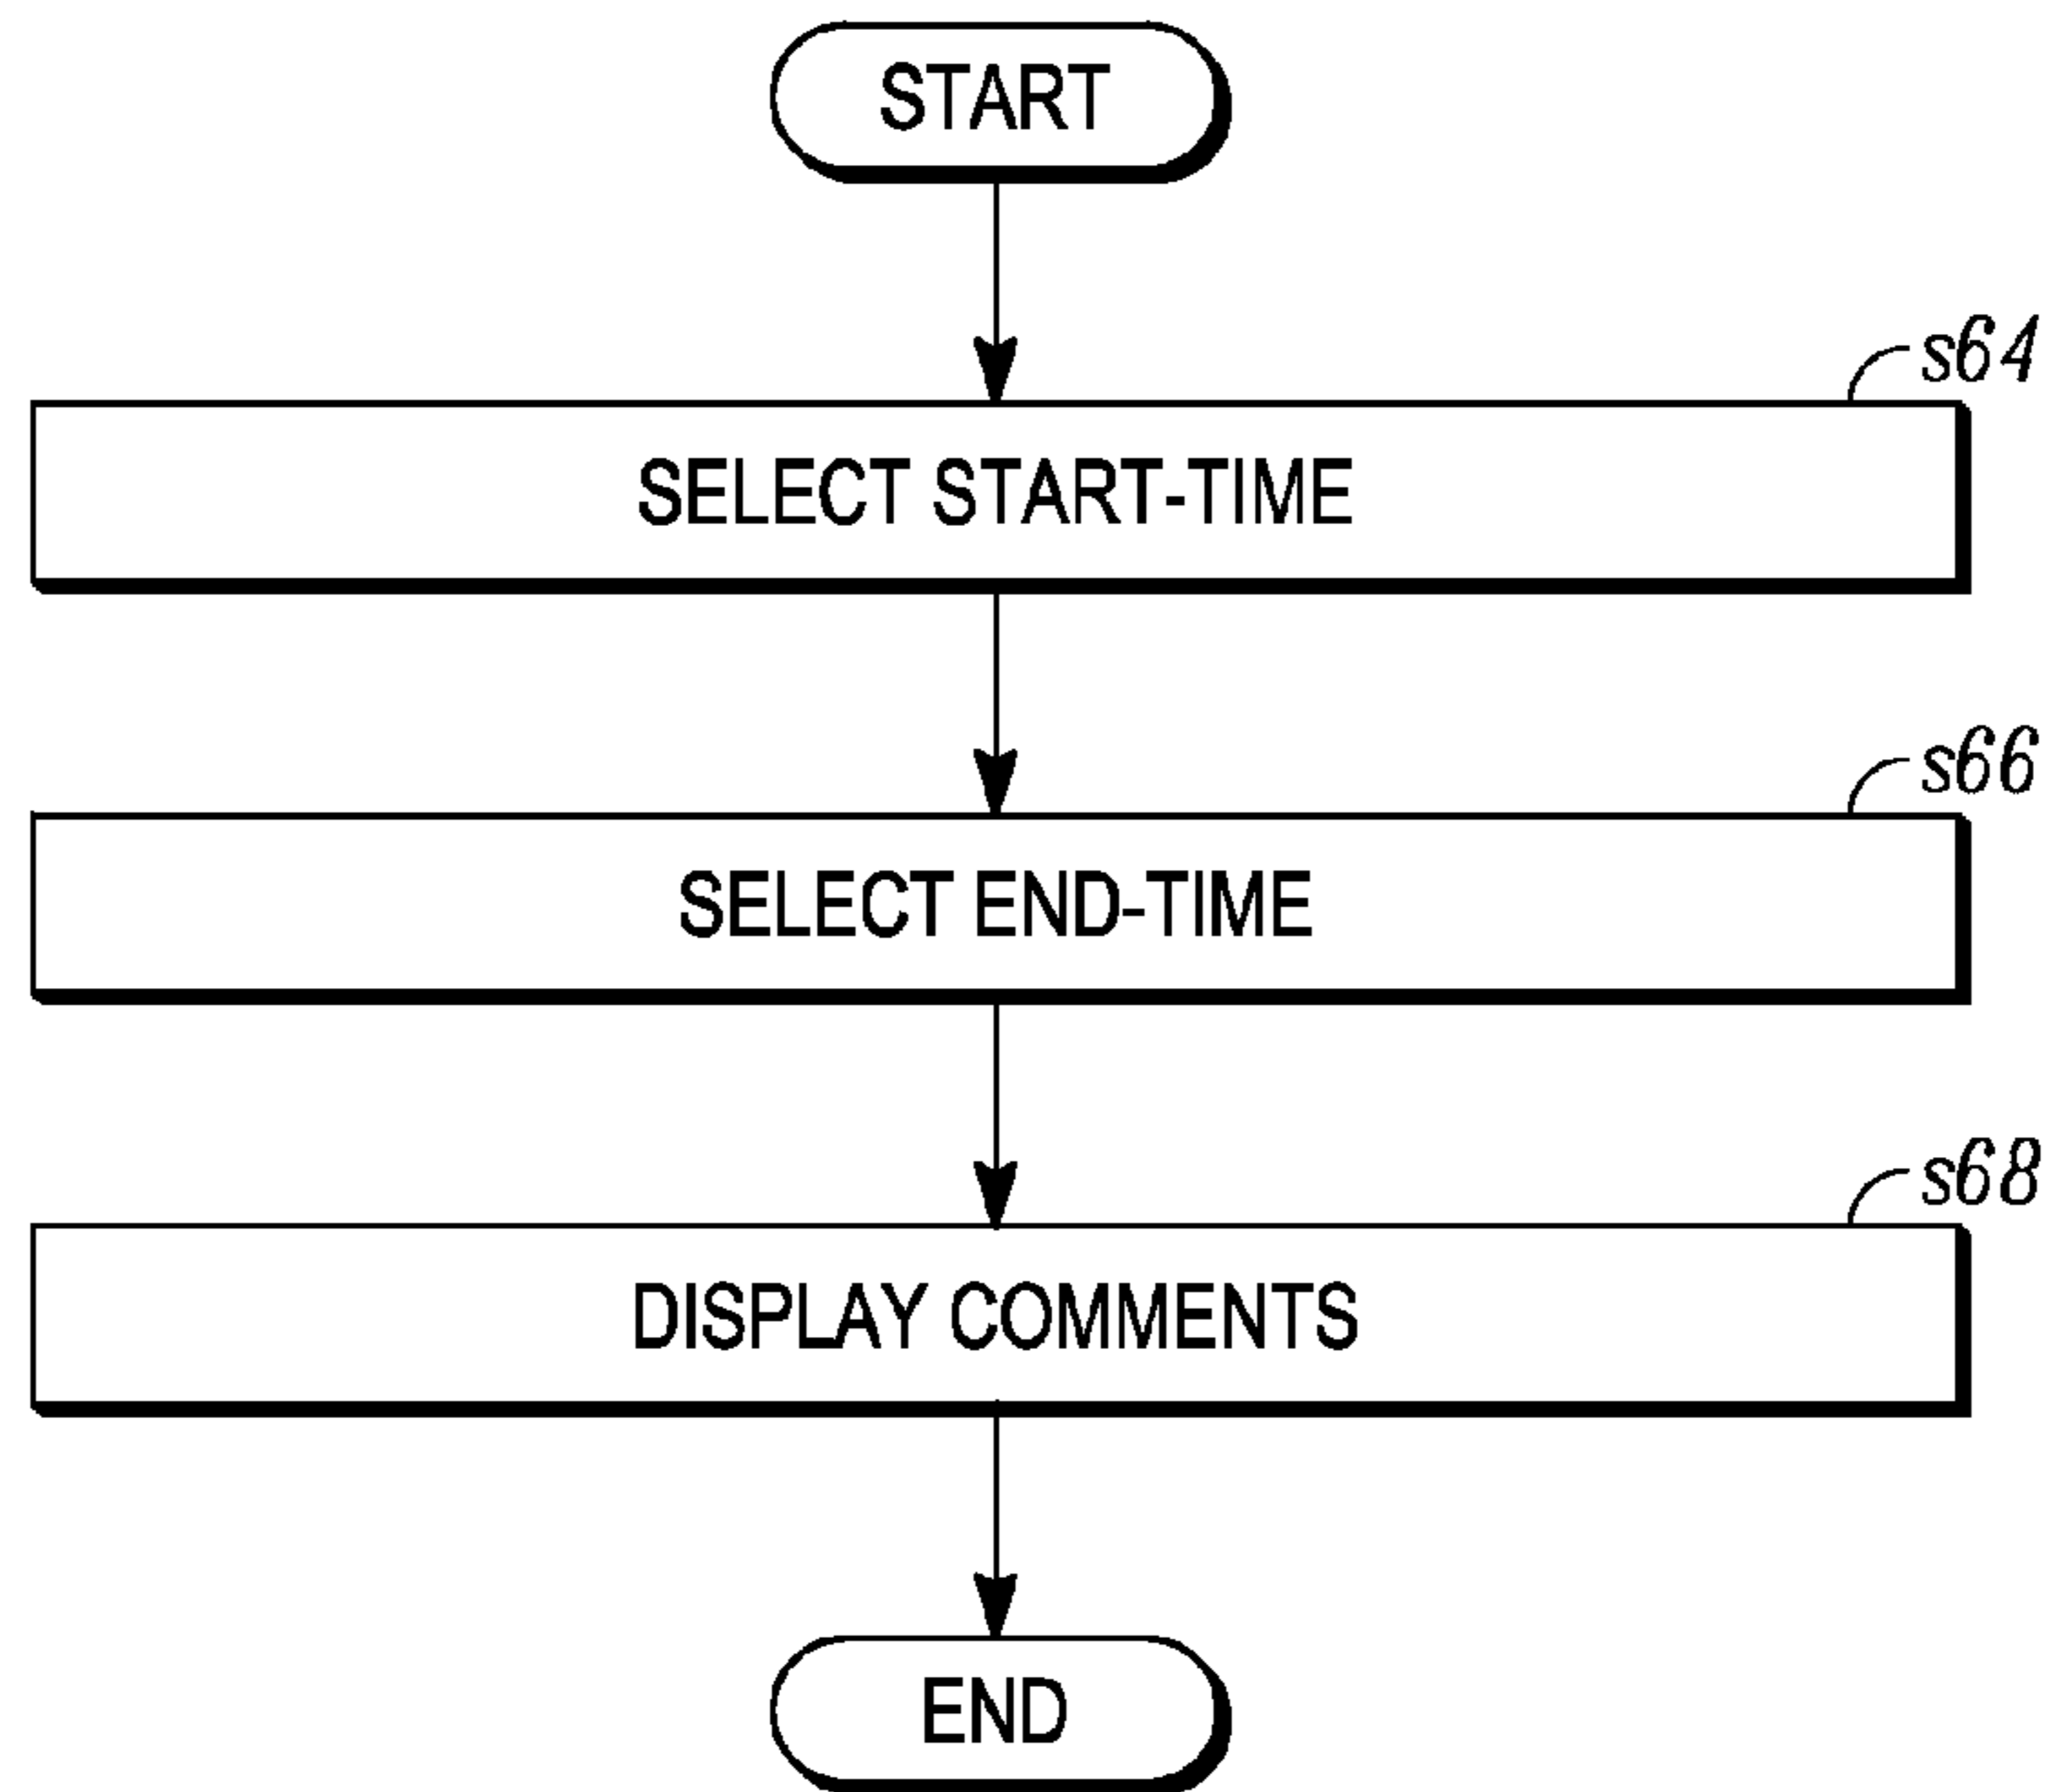 START
s64
SELECT START-TIME
s66
SELECT END-TIME
s68
DISPLAY COMMENTS
END